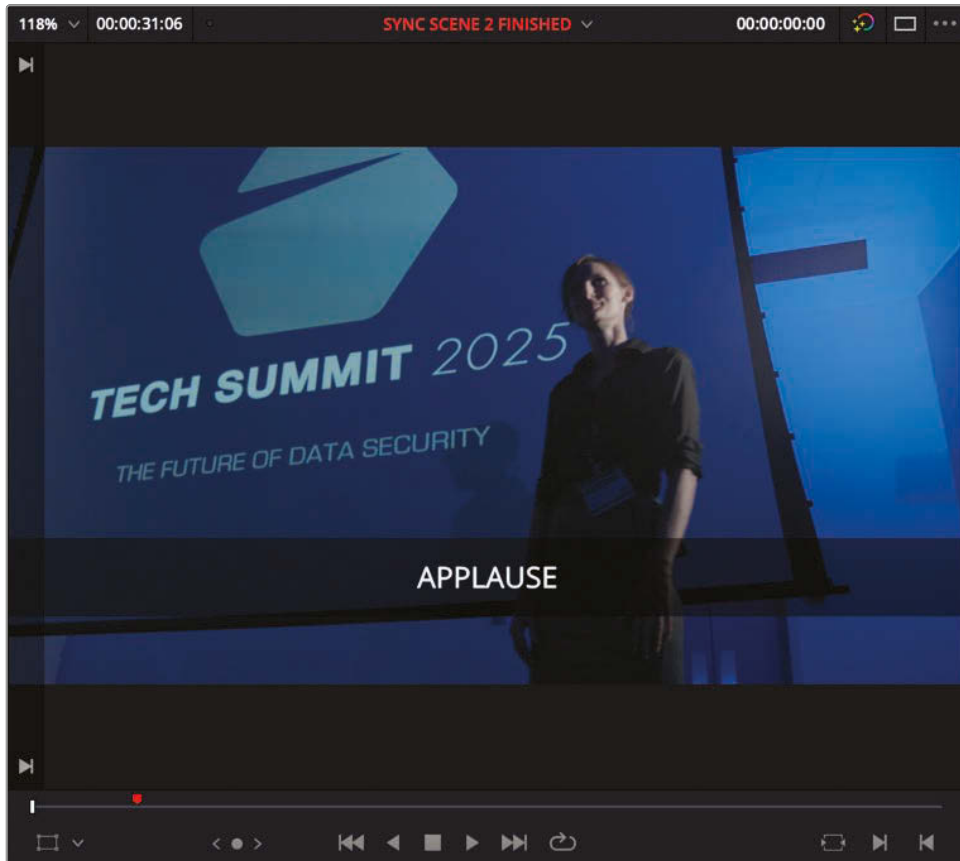 118% 00:00:31:06 SYNC SCENE 2 FINISHED 00:00:00:00
TECH SUMMIT 2025
THE FUTURE OF DATA SECURITY
APPLAUSE